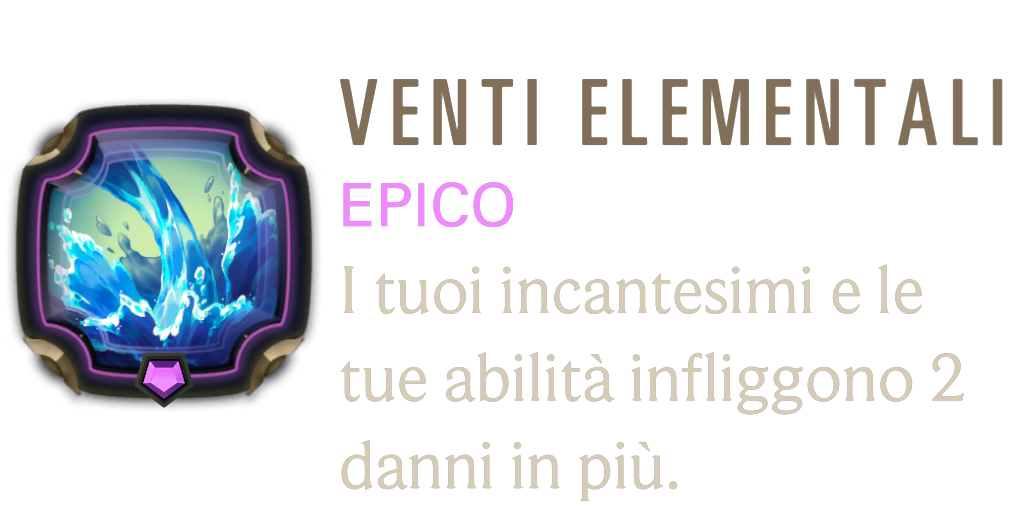 VENTI ELEMENTALI
EPICO
I tuoi incantesimi e le
tue abilità infliggono 2
danni in più.